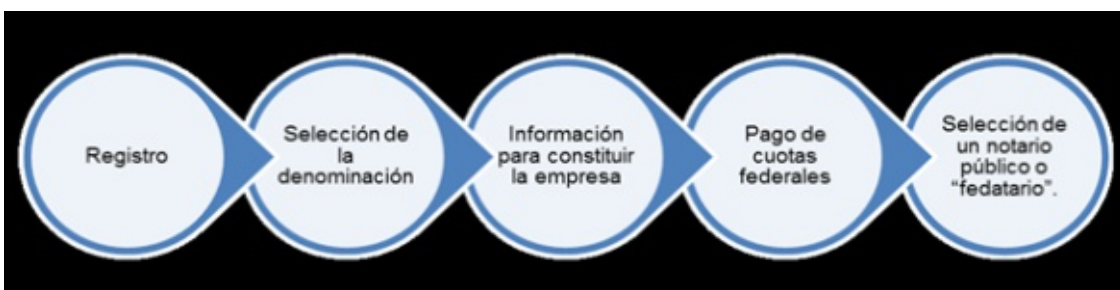 Registro
Selección de
la
denominación
Información
para constituir
la empresa
Pago de
cuotas
federales
Selección de
un notario
público o
"fedatario".